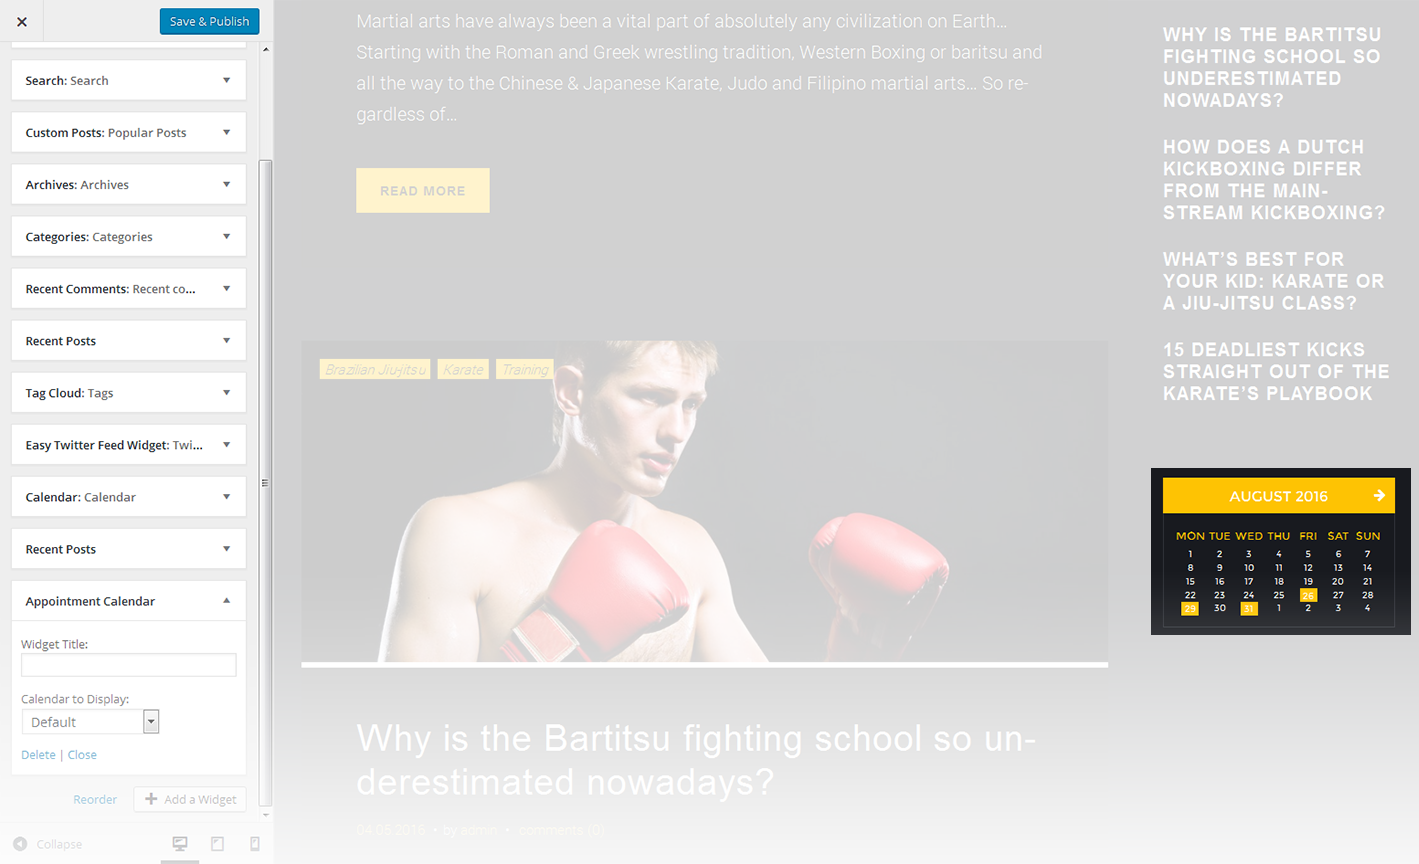 Save & Publish
Search: Search
Custom Posts: Popular Posts
Archives: Archives
Categories: Categories
Recent Comments: Recent co...
Recent Posts
Tag Cloud: Tags
Easy Twitter Feed Widget: Twi...
Calendar: Calendar
Recent Posts
Appointment Calendar
Widget Title:
Calendar to Display:
Default
Delete | Close
Reorder
Add a Widget
Collapse
Martial arts have always been a vital part of absolutely any civilization on Earth…
Starting with the Roman and Greek wrestling tradition, Western Boxing or baritsu and
all the way to the Chinese & Japanese Karate, Judo and Filipino martial arts… So re-
gardless of…
READ MORE
Brazilian Jiu-jitsu Karate Training
Why is the Bartitsu fighting school so un-
derestimated nowadays?
04.05.2016 • by admin • comments (0)
WHY IS THE BARTITSU
FIGHTING SCHOOL SO
UNDERESTIMATED
NOWADAYS?
HOW DOES A DUTCH
KICKBOXING DIFFER
FROM THE MAIN-
STREAM KICKBOXING?
WHAT’S BEST FOR
YOUR KID: KARATE OR
A JIU-JITSU CLASS?
15 DEADLIEST KICKS
STRAIGHT OUT OF THE
KARATE’S PLAYBOOK
AUGUST 2016
MON TUE WED THU FRI SAT SUN
1 2 3 4 5 6 7
8 9 10 11 12 13 14
15 16 17 18 19 20 21
22 23 24 25 26 27 28
29 30 31 1 2 3 4